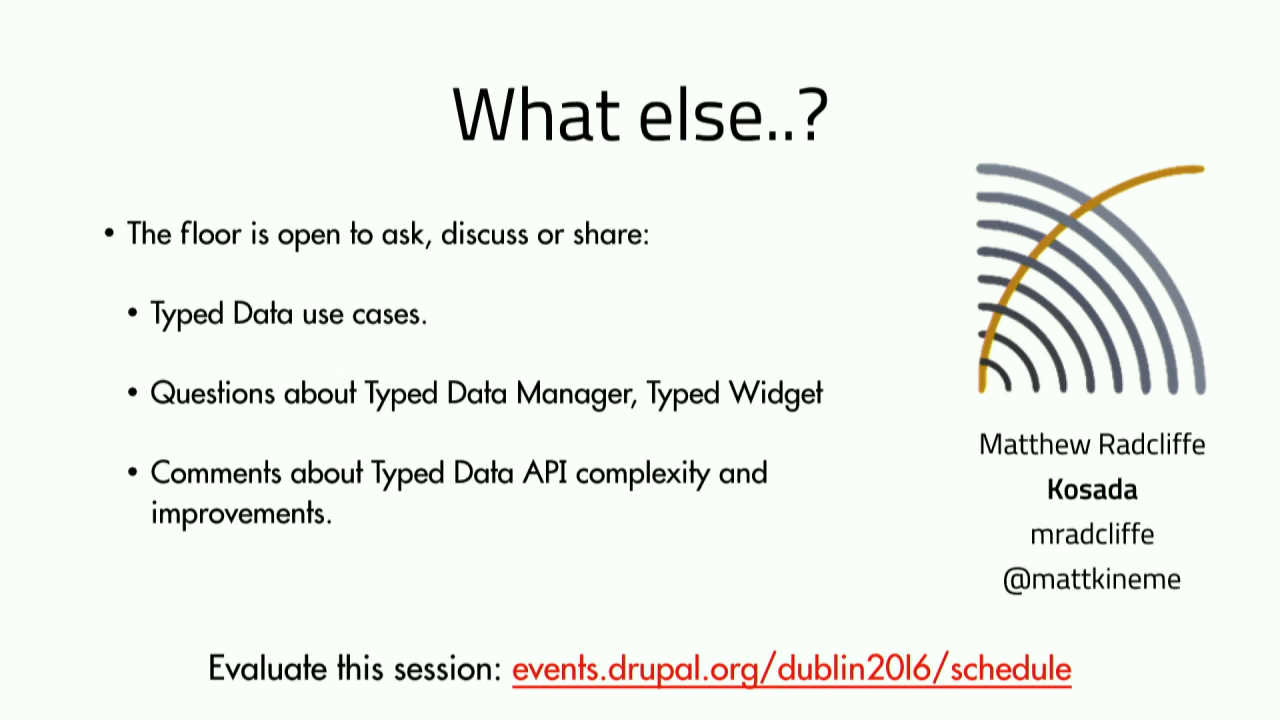 What else..?
• The floor is open to ask, discuss or share:
• Typed Data use cases.
• Questions about Typed Data Manager, Typed Widget
• Comments about Typed Data API complexity and
improvements.
Matthew Radcliffe
Kosada
mradcliffe
@mattkineme
Evaluate this session: events.drupal.org/dublin2016/schedule